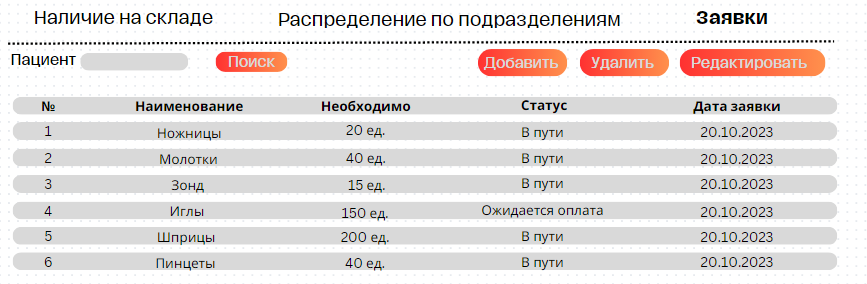 Наличие на складе Распределение по подразделениям Заявки
Пациент Поиск Добавить Удалить Редактировать
№ Наименование Необходимо Статус Дата заявки
1 Ножницы 20 ед. В пути 20.10.2023
2 Молотки 40 ед. В пути 20.10.2023
3 Зонд 15 ед. В пути 20.10.2023
4 Иглы 150 ед. Ожидается оплата 20.10.2023
5 Шприцы 200 ед. В пути 20.10.2023
6 Пинцеты 40 ед. В пути 20.10.2023